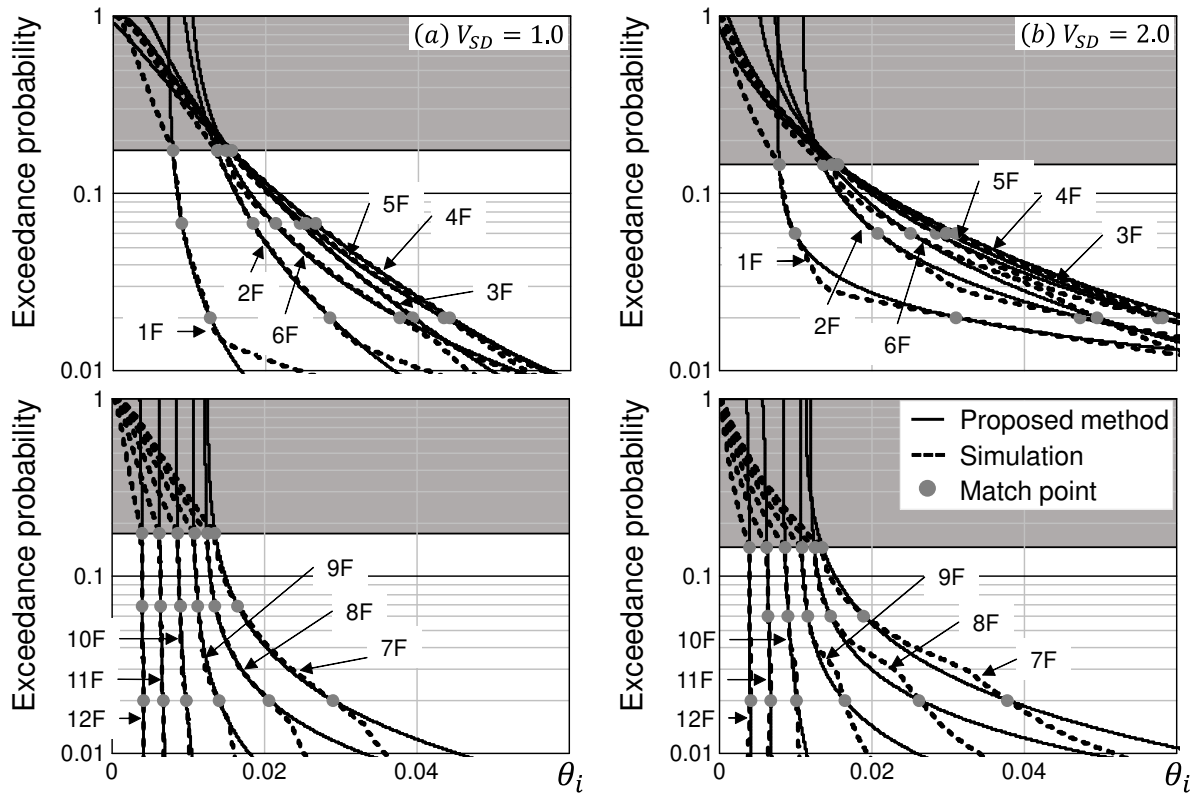 Exceedance probability
1
0.1
0.01
(a) V_SD = 1.0
5F
4F
2F
3F
6F
1F
Exceedance probability
1
0.1
0.01
(b) V_SD = 2.0
5F
4F
3F
1F
2F
6F
Exceedance probability
1
0.1
0.01
9F
8F
10F
7F
11F
12F
0
0.02
0.04
θ_i
Exceedance probability
1
0.1
0.01
Proposed method
Simulation
Match point
9F
8F
10F
7F
11F
12F
0
0.02
0.04
θ_i